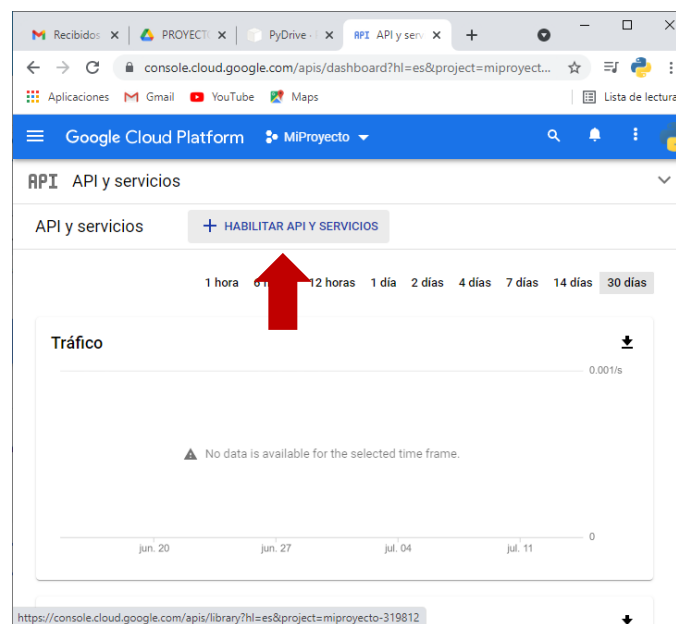 Recibidos
PROYECT
PyDrive ·
API API y serv
console.cloud.google.com/apis/dashboard?hl=es&project=miproyect...
Aplicaciones Gmail YouTube Maps Lista de lectura
Google Cloud Platform MiProyecto
API API y servicios
API y servicios + HABILITAR API Y SERVICIOS
1 hora 12 horas 1 día 2 días 4 días 7 días 14 días 30 días
Tráfico
0.001/s
No data is available for the selected time frame.
0
jun. 20 jun. 27 jul. 04 jul. 11
https://console.cloud.google.com/apis/library?hl=es&project=miproyecto-319812